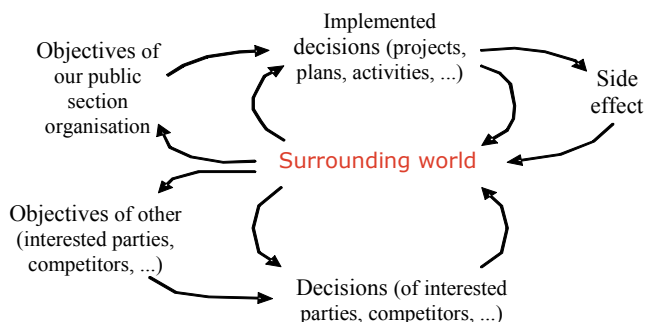 Objectives of
our public
section
organisation
Implemented
decisions (projects,
plans, activities, ...)
Side
effect
Surrounding world
Objectives of other
(interested parties,
competitors, ...)
Decisions (of interested
parties, competitors, ...)